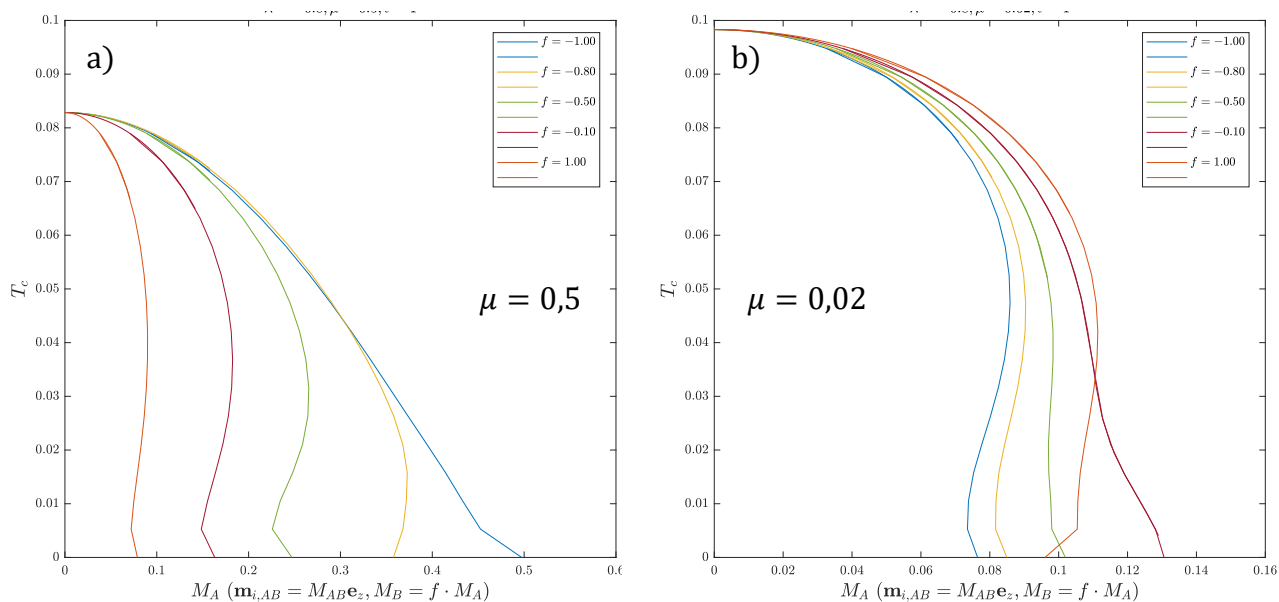 a)
0.1
0.09
0.08
0.07
0.06
0.05
0.04
0.03
0.02
0.01
0
T_c
f = −1.00
f = −0.80
f = −0.50
f = −0.10
f = 1.00
μ = 0,5
0 0.1 0.2 0.3 0.4 0.5 0.6
M_A (m_{i,AB} = M_{AB}e_z, M_B = f · M_A)
b)
0.1
0.09
0.08
0.07
0.06
0.05
0.04
0.03
0.02
0.01
0
T_c
f = −1.00
f = −0.80
f = −0.50
f = −0.10
f = 1.00
μ = 0,02
0 0.02 0.04 0.06 0.08 0.1 0.12 0.14 0.16
M_A (m_{i,AB} = M_{AB}e_z, M_B = f · M_A)